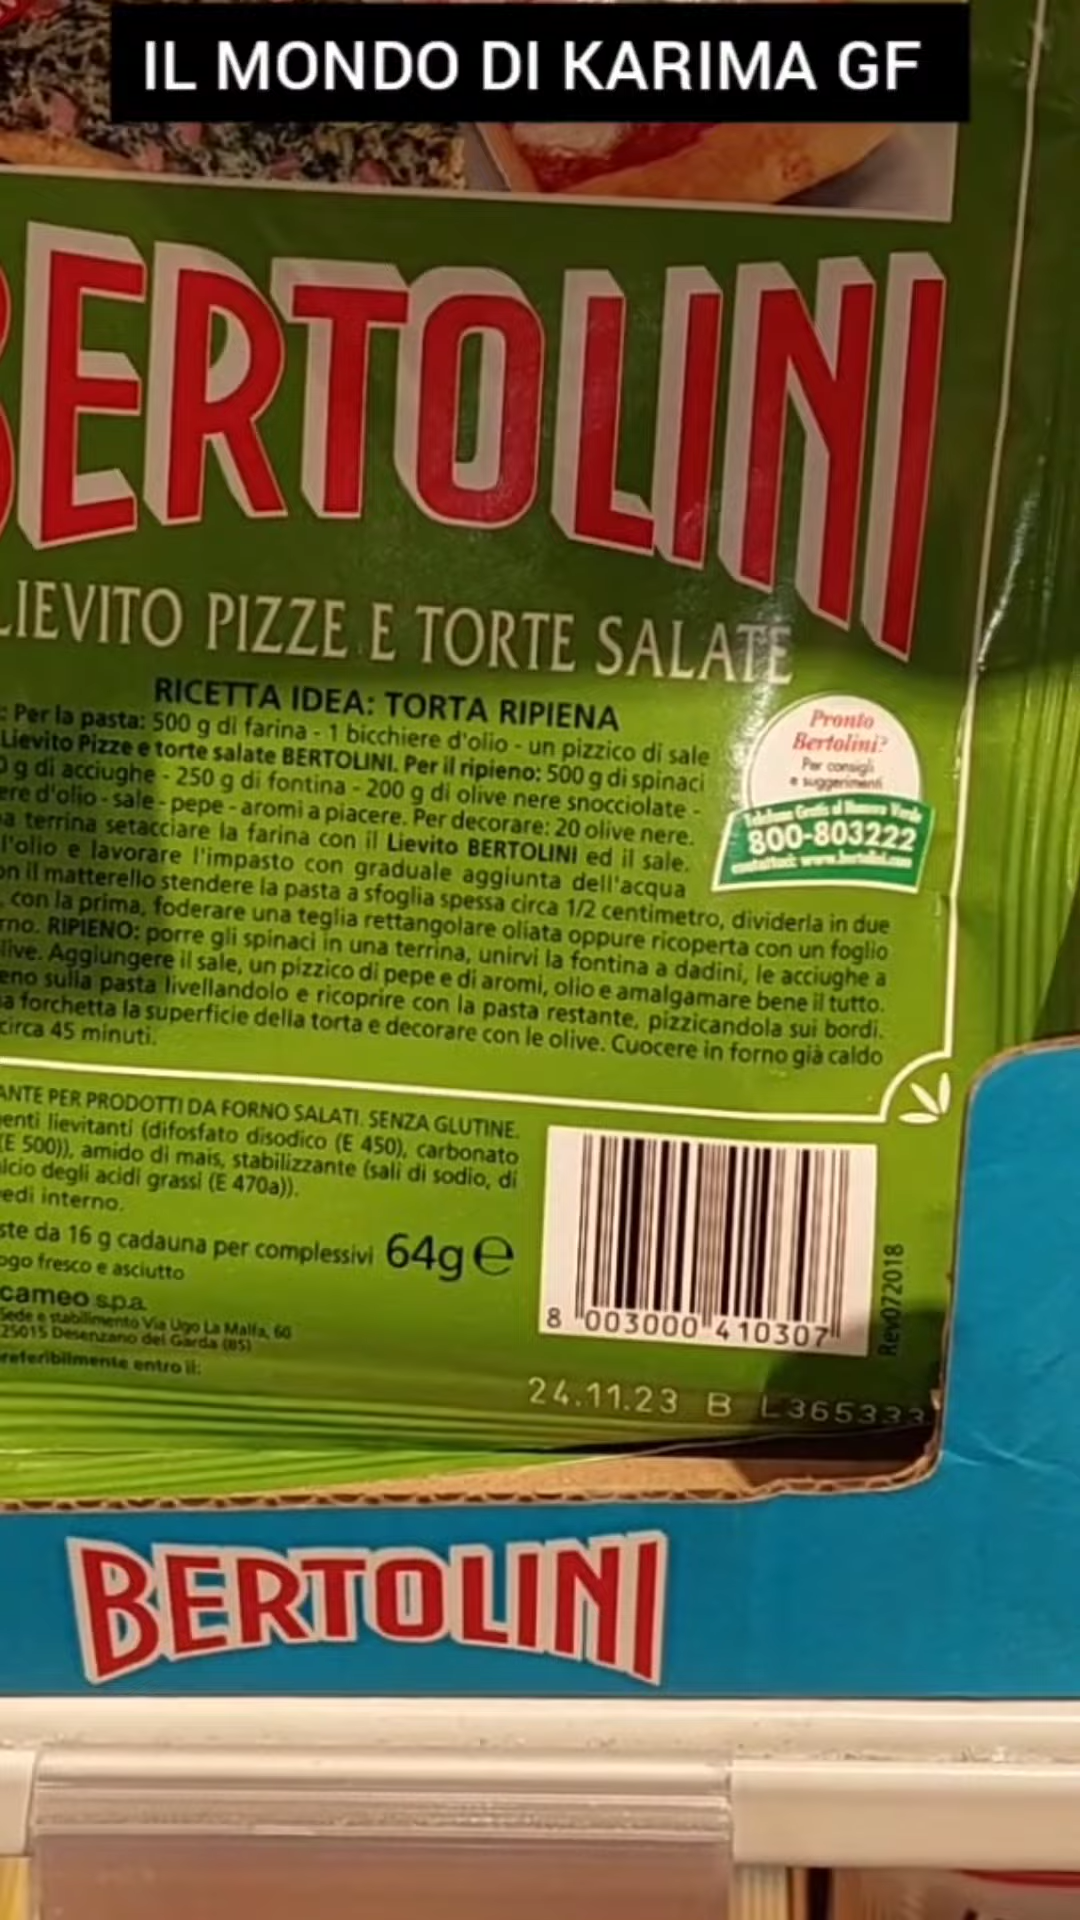 IL MONDO DI KARIMA GF
BERTOLINI
LIEVITO PIZZE E TORTE SALATE
RICETTA IDEA: TORTA RIPIENA
: Per la pasta: 500 g di farina - 1 bicchiere d'olio - un pizzico di sale
Lievito Pizze e torte salate BERTOLINI. Per il ripieno: 500 g di spinaci
0 g di acciughe - 250 g di fontina - 200 g di olive nere snocciolate -
ere d'olio - sale - pepe - aromi a piacere. Per decorare: 20 olive nere.
a terrina setacciare la farina con il Lievito BERTOLINI ed il sale.
l'olio e lavorare l'impasto con graduale aggiunta dell'acqua
on il matterello stendere la pasta a sfoglia spessa circa 1/2 centimetro, dividerla in due
, con la prima, foderare una teglia rettangolare oliata oppure ricoperta con un foglio
rno. RIPIENO: porre gli spinaci in una terrina, unirvi la fontina a dadini, le acciughe a
live. Aggiungere il sale, un pizzico di pepe e di aromi, olio e amalgamare bene il tutto.
eno sulla pasta livellandolo e ricoprire con la pasta restante, pizzicandola sui bordi.
a forchetta la superficie della torta e decorare con le olive. Cuocere in forno già caldo
circa 45 minuti.
Pronto
Bertolini?
Per consigli
e suggerimenti
Telefono Gratis al Numero Verde
800-803222
contattaci: www.bertolini.com
ANTE PER PRODOTTI DA FORNO SALATI. SENZA GLUTINE.
enti lievitanti (difosfato disodico (E 450), carbonato
(E 500)), amido di mais, stabilizzante (sali di sodio, di
lcio degli acidi grassi (E 470a)).
edi interno.
ste da 16 g cadauna per complessivi 64g e
ogo fresco e asciutto
cameo s.p.a.
Sede e stabilimento Via Ugo La Malfa, 60
25015 Desenzano del Garda (BS)
referibilmente entro il:
8 003000 410307
Rev072018
24.11.23 B L365333
BERTOLINI